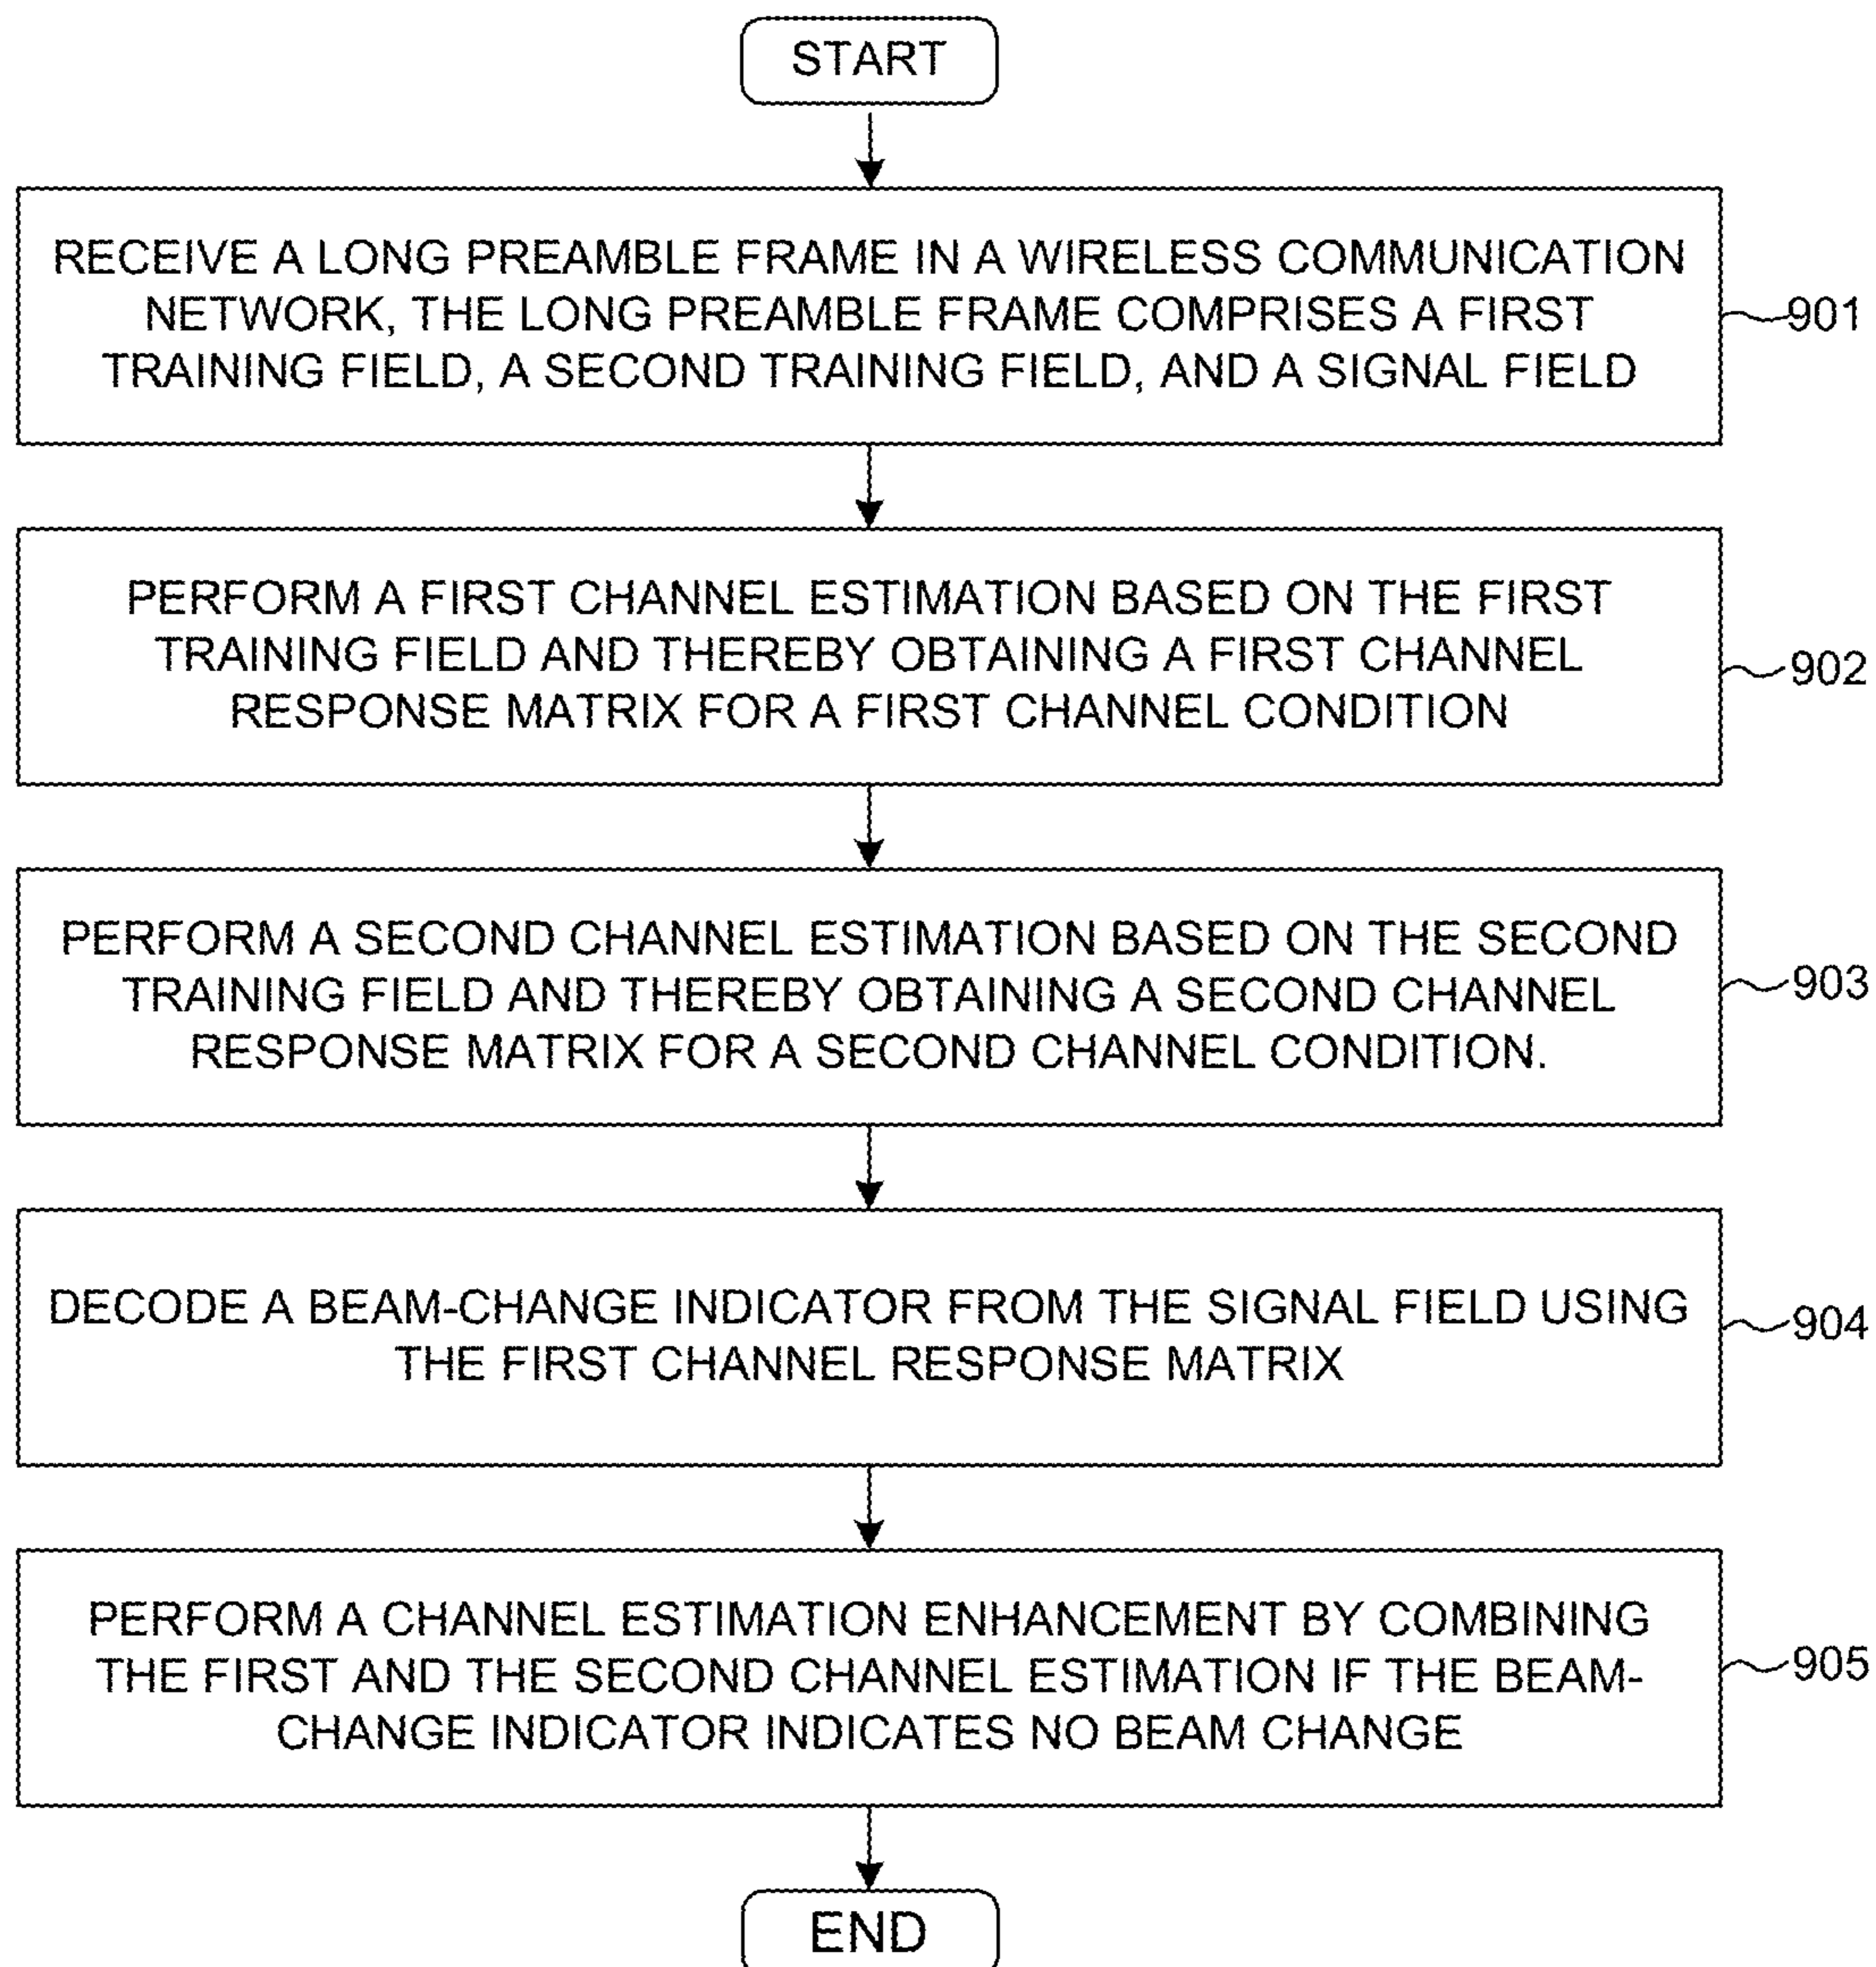 START
RECEIVE A LONG PREAMBLE FRAME IN A WIRELESS COMMUNICATION
NETWORK, THE LONG PREAMBLE FRAME COMPRISES A FIRST
TRAINING FIELD, A SECOND TRAINING FIELD, AND A SIGNAL FIELD
901
PERFORM A FIRST CHANNEL ESTIMATION BASED ON THE FIRST
TRAINING FIELD AND THEREBY OBTAINING A FIRST CHANNEL
RESPONSE MATRIX FOR A FIRST CHANNEL CONDITION
902
PERFORM A SECOND CHANNEL ESTIMATION BASED ON THE SECOND
TRAINING FIELD AND THEREBY OBTAINING A SECOND CHANNEL
RESPONSE MATRIX FOR A SECOND CHANNEL CONDITION.
903
DECODE A BEAM-CHANGE INDICATOR FROM THE SIGNAL FIELD USING
THE FIRST CHANNEL RESPONSE MATRIX
904
PERFORM A CHANNEL ESTIMATION ENHANCEMENT BY COMBINING
THE FIRST AND THE SECOND CHANNEL ESTIMATION IF THE BEAM-
CHANGE INDICATOR INDICATES NO BEAM CHANGE
905
END